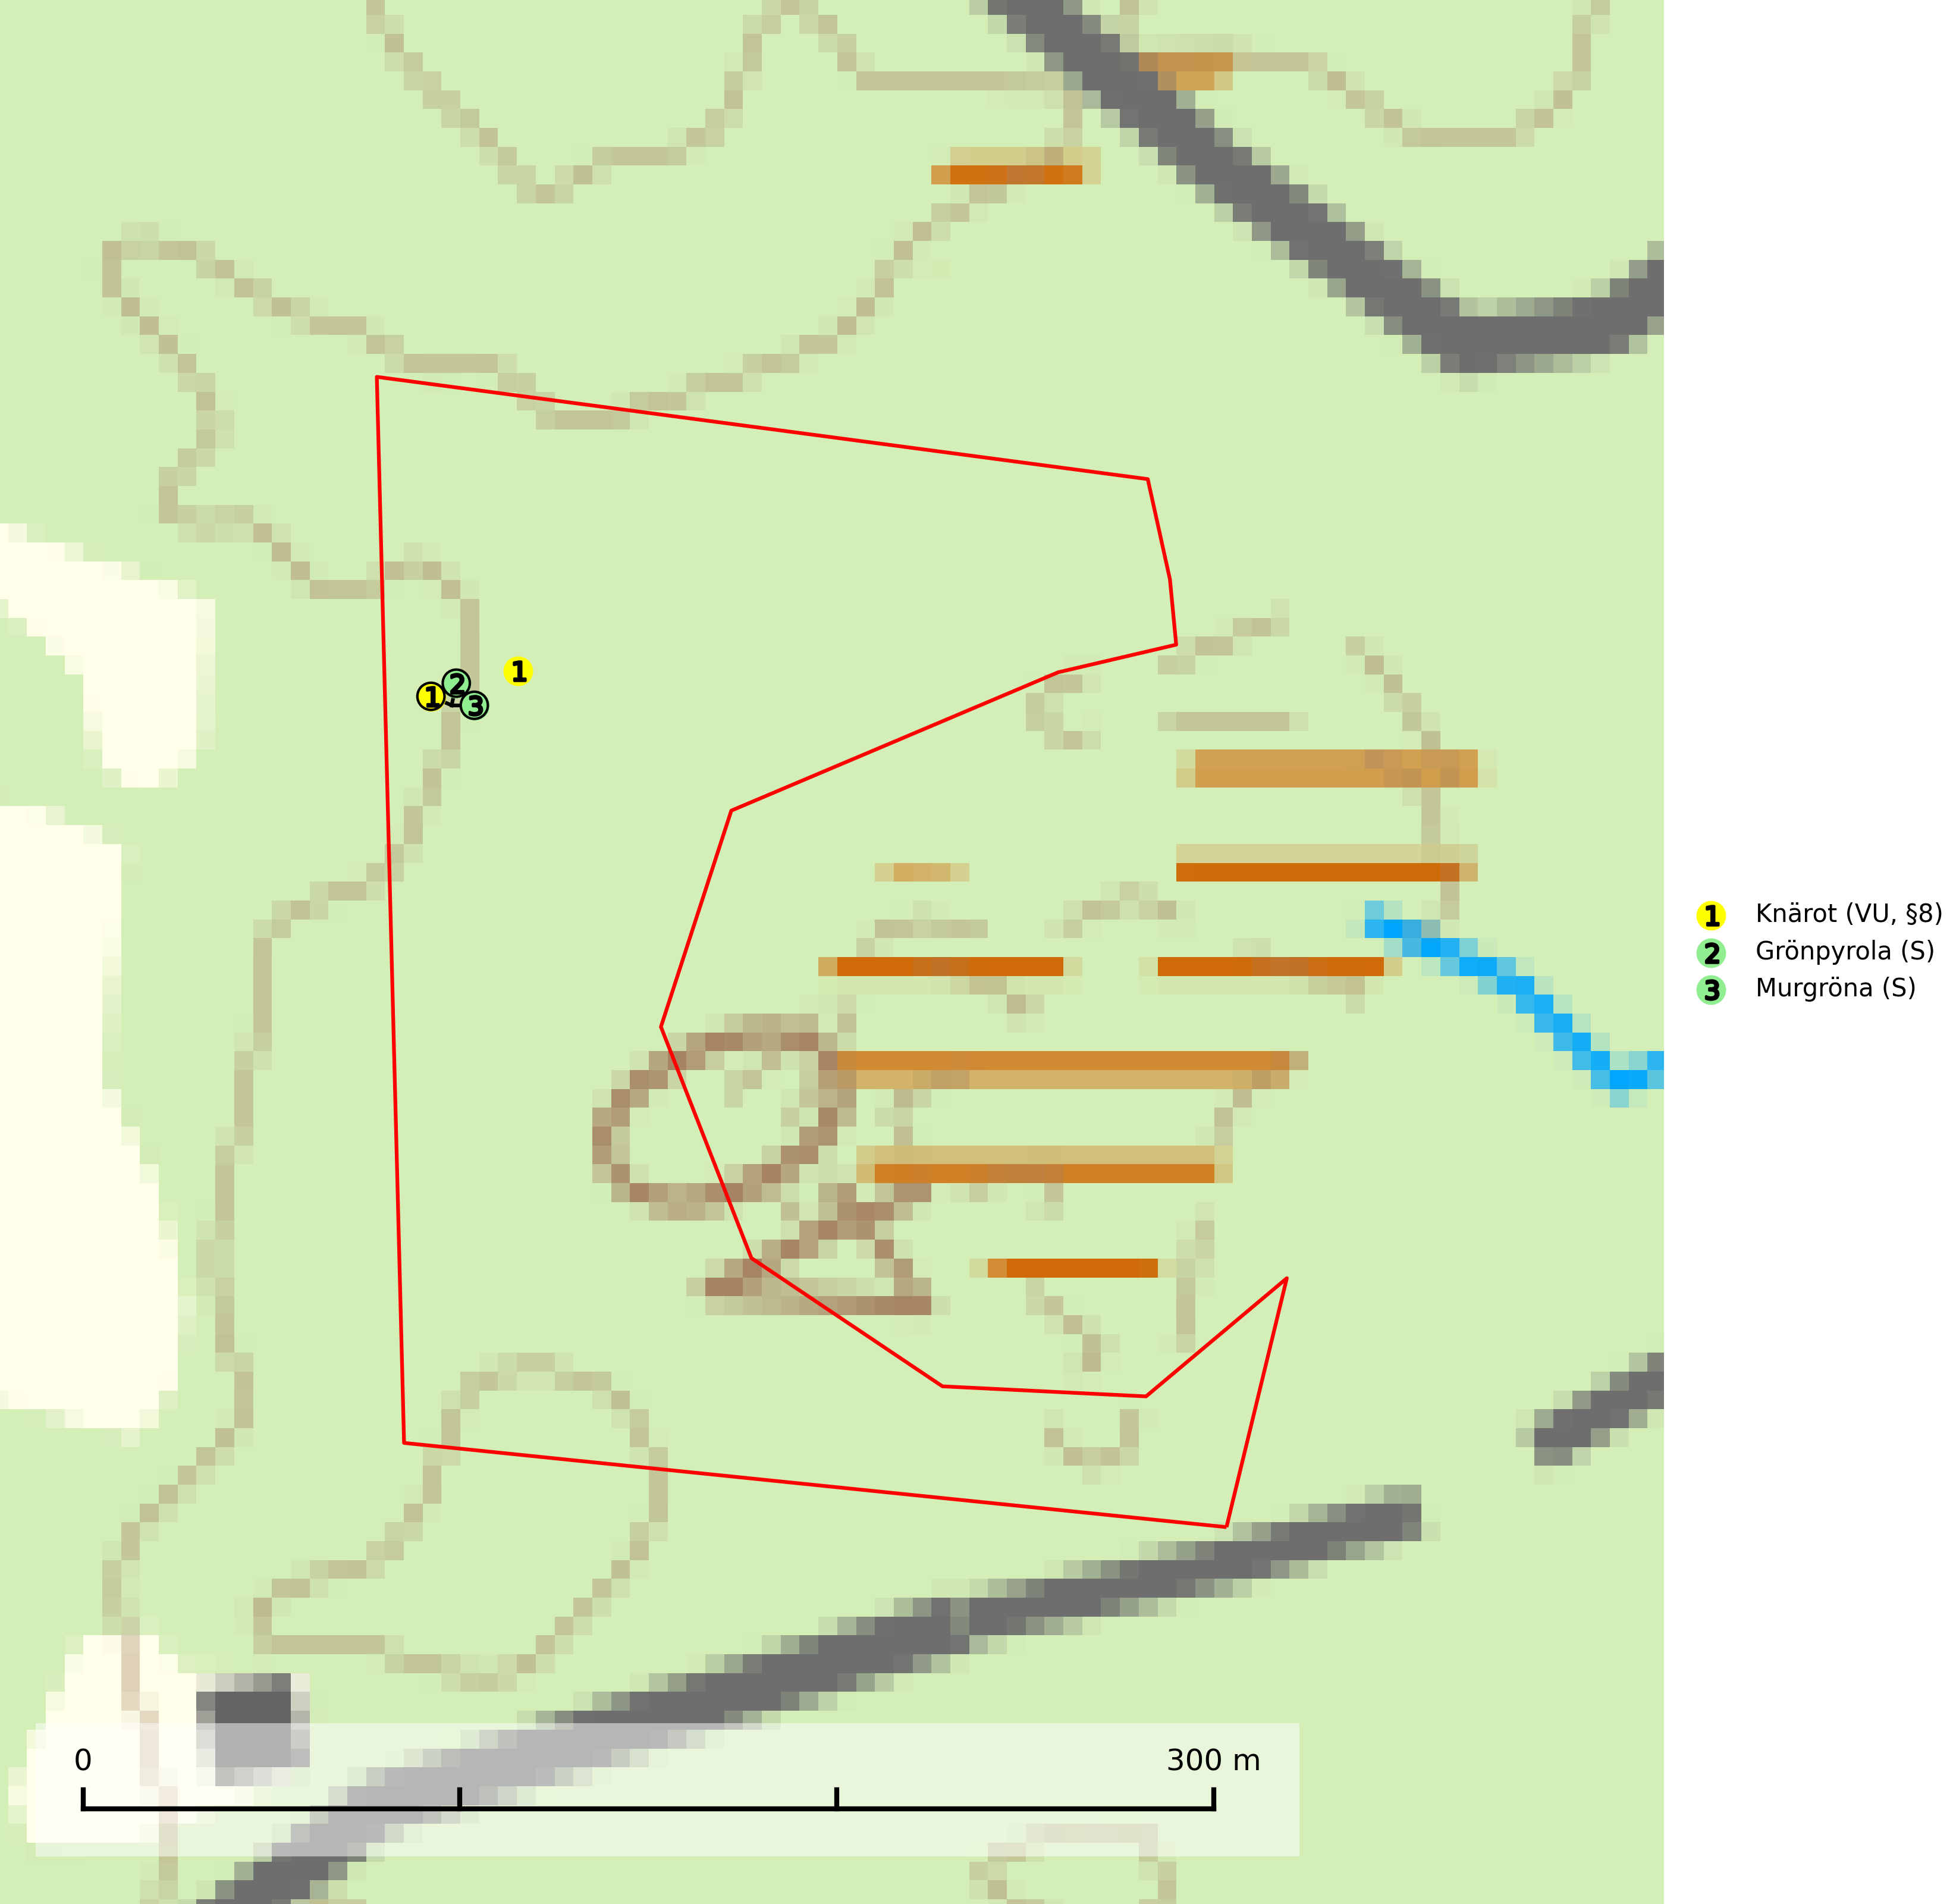 1
2
1
3
1 Knärot (VU, §8)
2 Grönpyrola (S)
3 Murgröna (S)
0 300 m